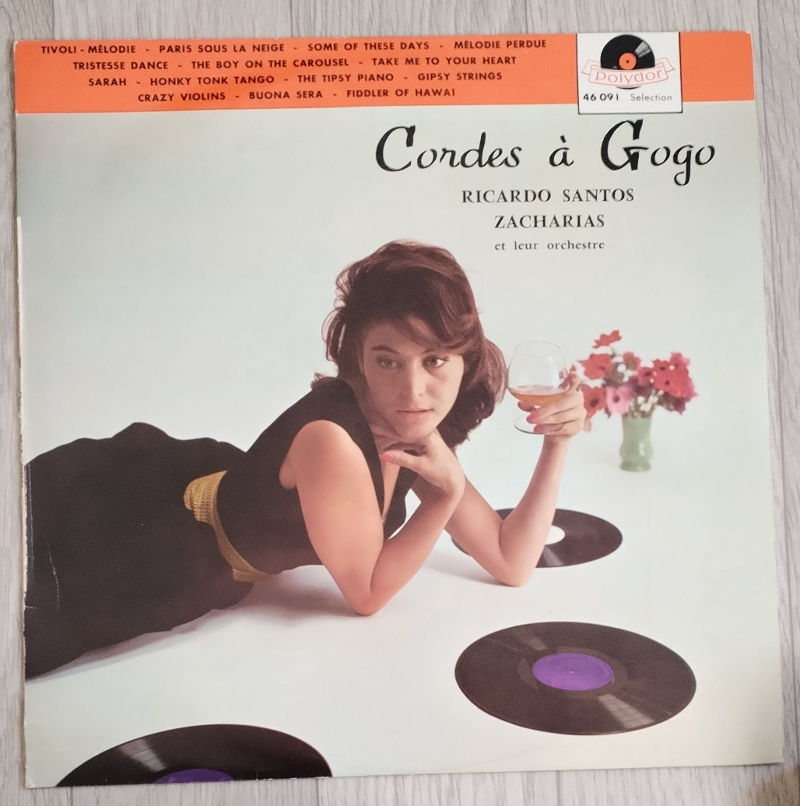 TIVOLI - MÉLODIE - PARIS SOUS LA NEIGE - SOME OF THESE DAYS - MÉLODIE PERDUE
TRISTESSE DANCE - THE BOY ON THE CAROUSEL - TAKE ME TO YOUR HEART
SARAH - HONKY TONK TANGO - THE TIPSY PIANO - GIPSY STRINGS
CRAZY VIOLINS - BUONA SERA - FIDDLER OF HAWAI
Polydor
46 091 Selection
Cordes à Gogo
RICARDO SANTOS
ZACHARIAS
et leur orchestre